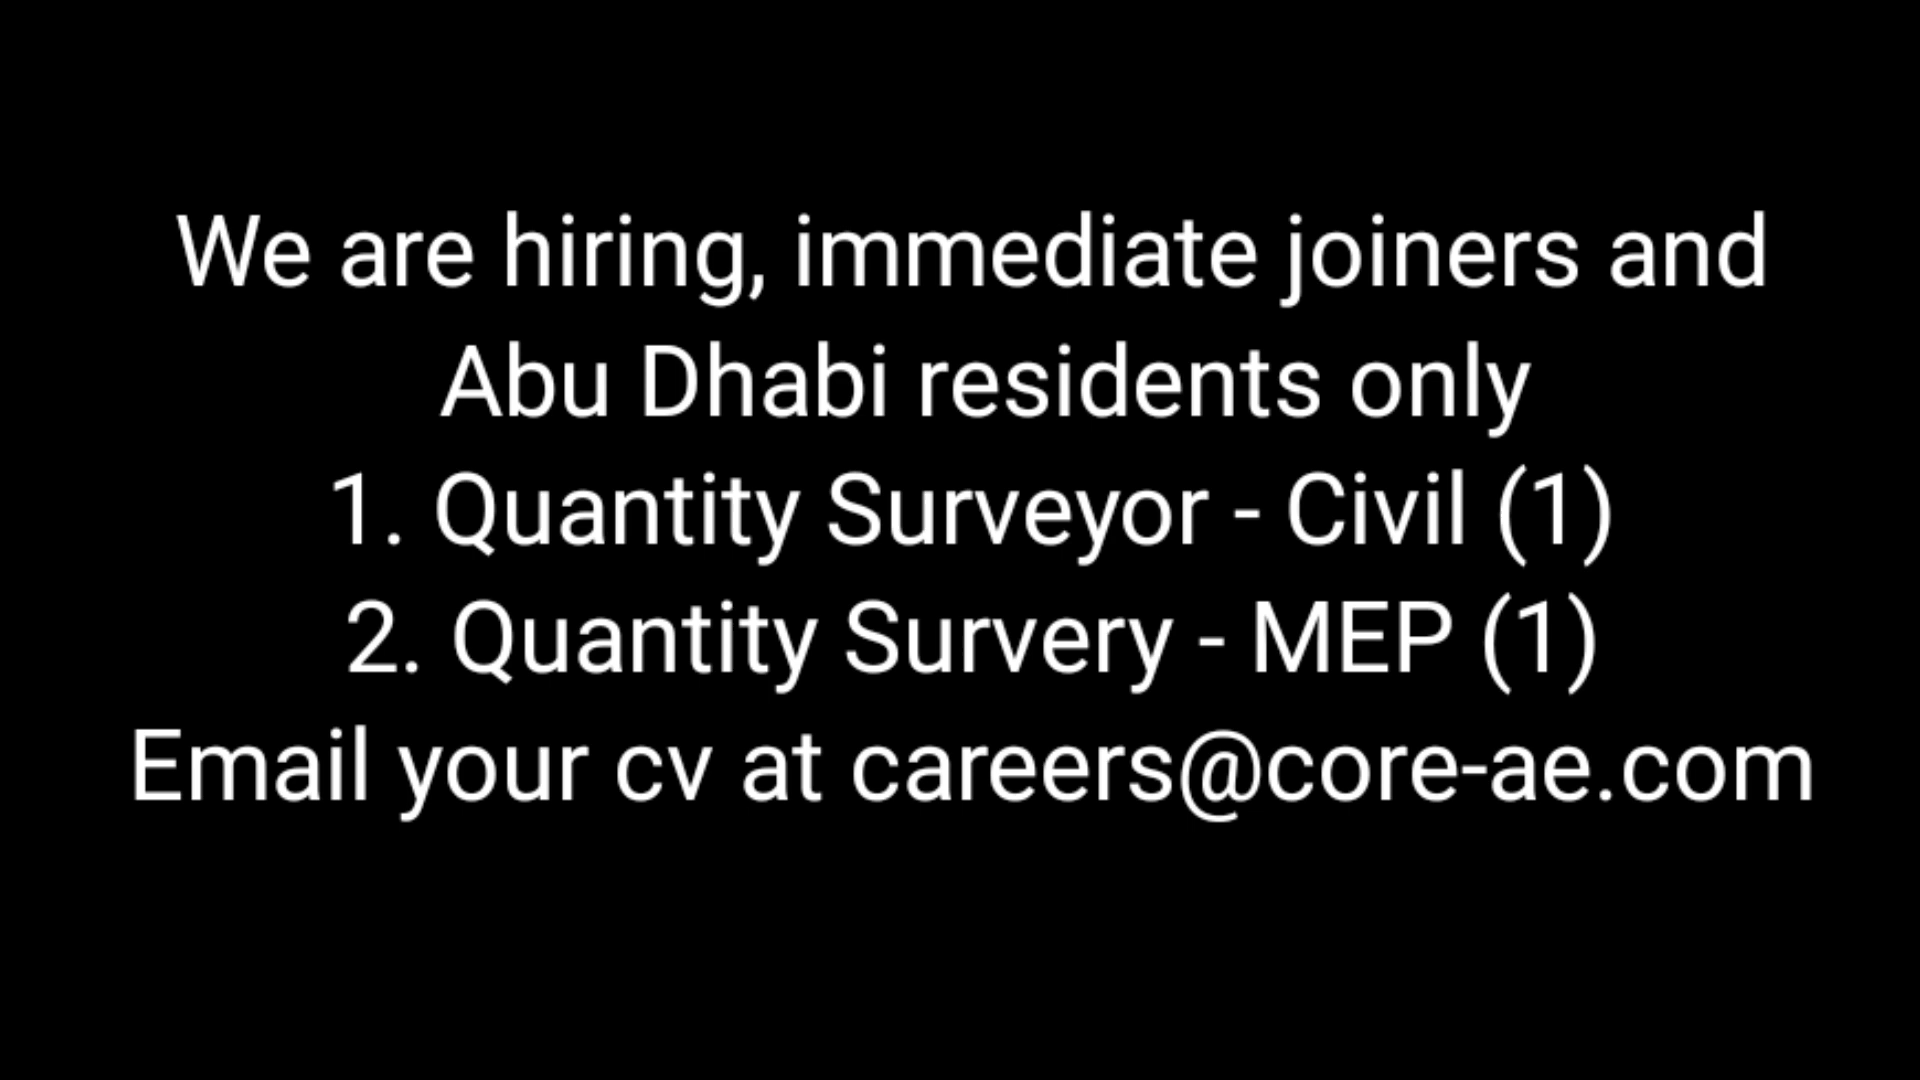 We are hiring, immediate joiners and
Abu Dhabi residents only
1. Quantity Surveyor - Civil (1)
2. Quantity Survery - MEP (1)
Email your cv at careers@core-ae.com